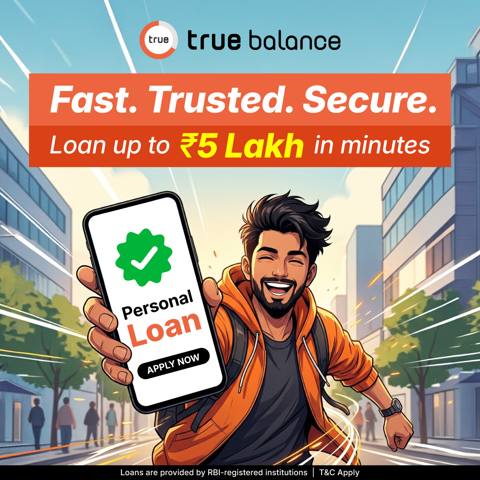 true
true balance
Fast. Trusted. Secure.
Loan up to ₹5 Lakh in minutes
Personal
Loan
APPLY NOW
Loans are provided by RBI-registered institutions | T&C Apply